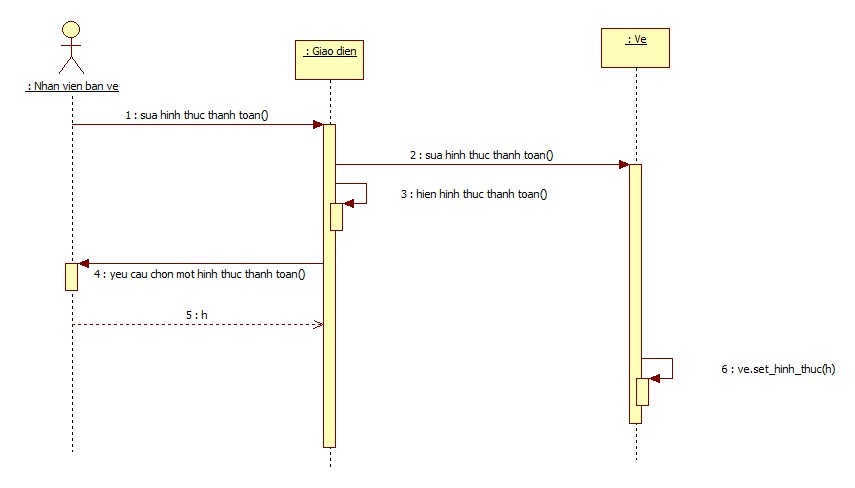 : Giao dien
: Ve
: Nhan vien ban ve
1 : sua hinh thuc thanh toan()
2 : sua hinh thuc thanh toan()
3 : hien hinh thuc thanh toan()
4 : yeu cau chon mot hinh thuc thanh toan()
5 : h
6 : ve.set_hinh_thuc(h)